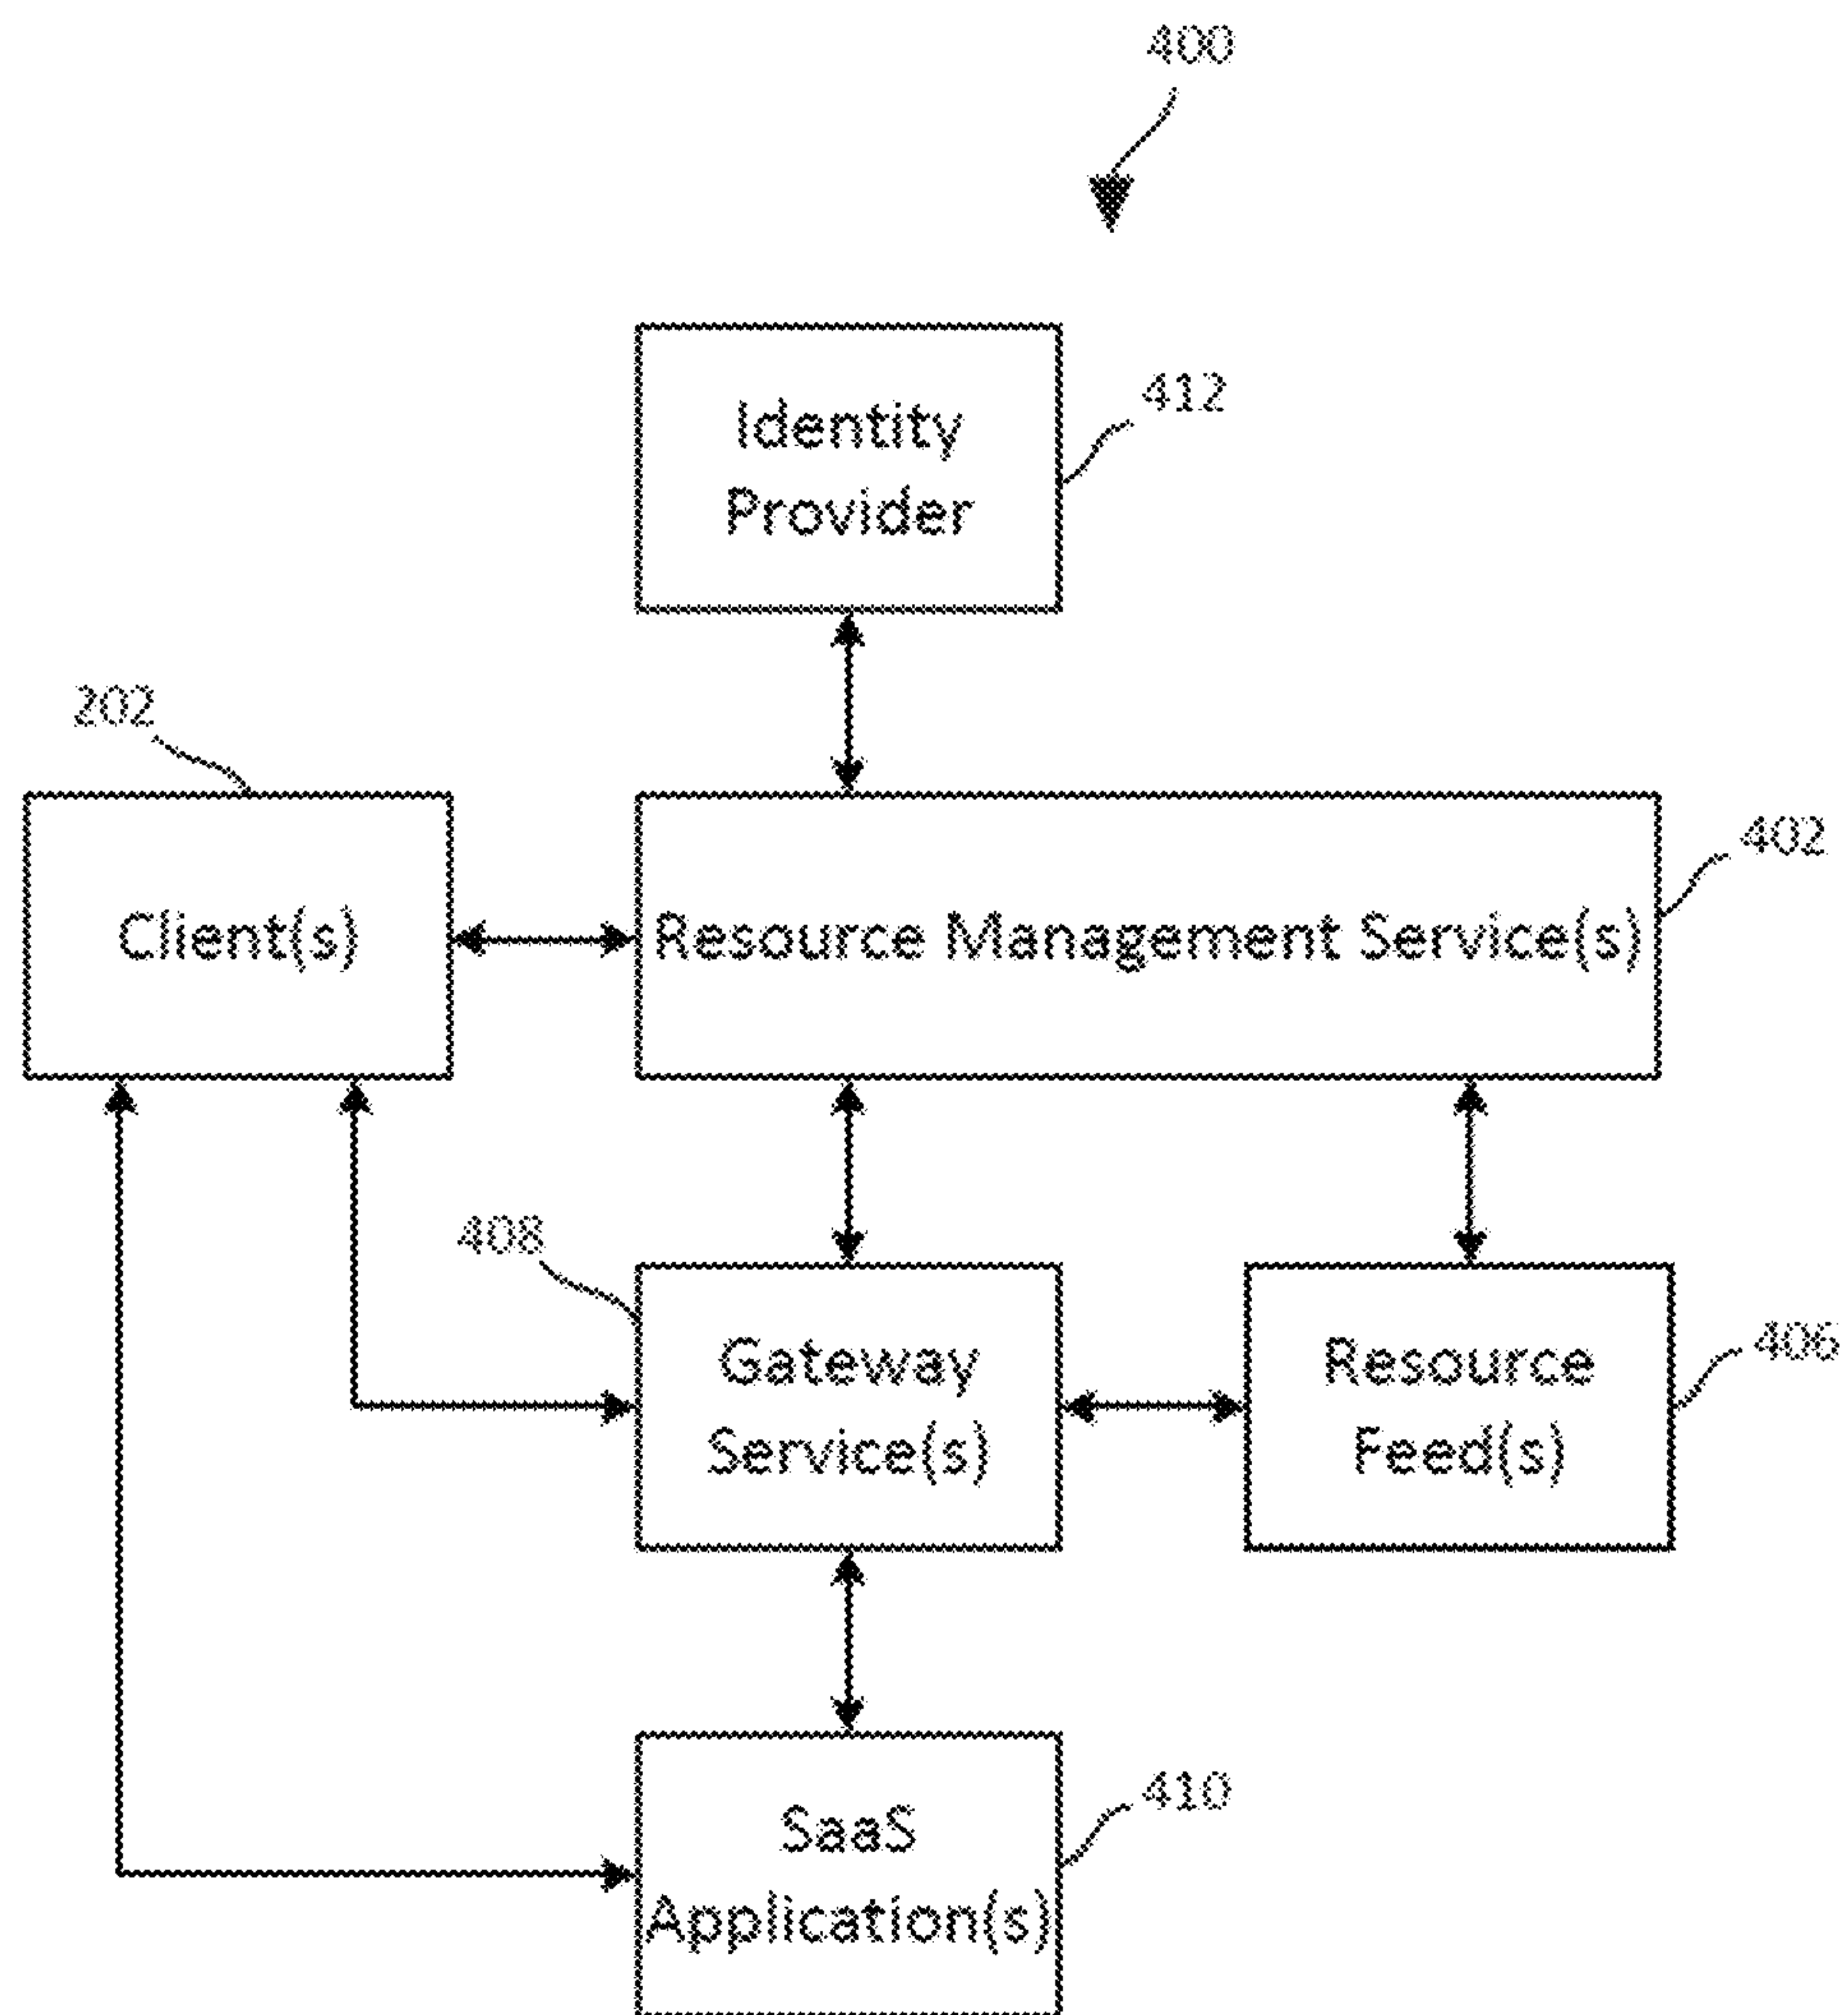 400
Identity
Provider
412
202
Client(s)
Resource Management Service(s)
402
408
Gateway
Service(s)
Resource
Feed(s)
406
SaaS
Application(s)
410